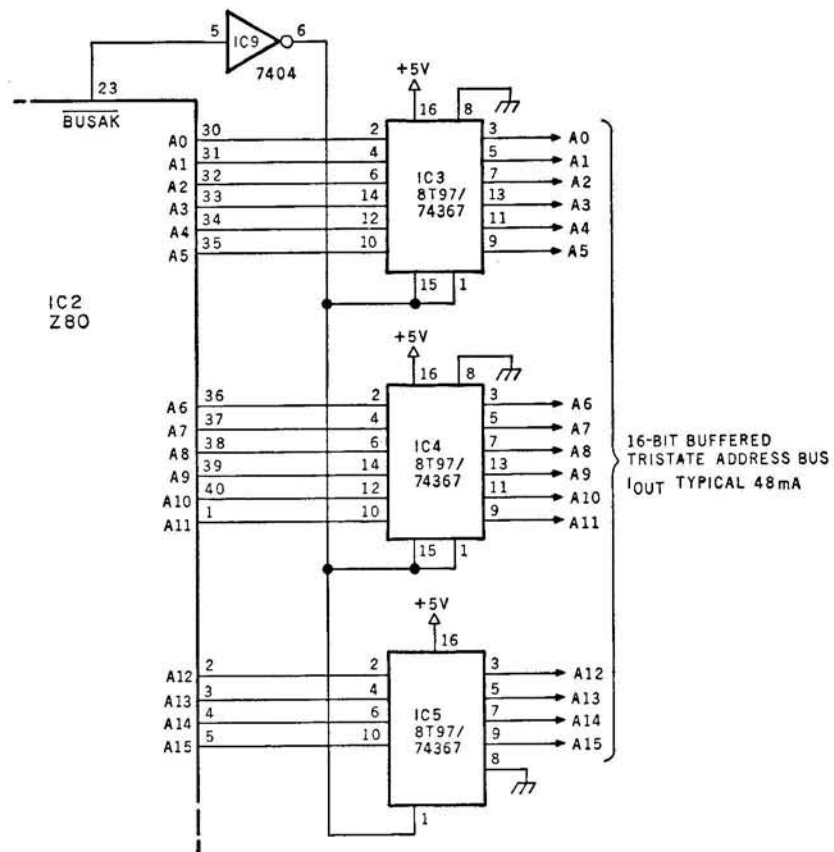 5
IC9
6
7404
23
BUSAK
+5V
16
8
A0 30 2 3 A0
A1 31 4 5 A1
A2 32 6 7 A2
A3 33 14 13 A3
A4 34 12 11 A4
A5 35 10 9 A5
IC3
8T97/
74367
15 1
IC2
Z80
+5V
16
8
A6 36 2 3 A6
A7 37 4 5 A7
A8 38 6 7 A8
A9 39 14 13 A9
A10 40 12 11 A10
A11 1 10 9 A11
IC4
8T97/
74367
15 1
16-BIT BUFFERED
TRISTATE ADDRESS BUS
IOUT TYPICAL 48mA
+5V
16
A12 2 2 3 A12
A13 3 4 5 A13
A14 4 6 7 A14
A15 5 10 9 A15
8
IC5
8T97/
74367
1